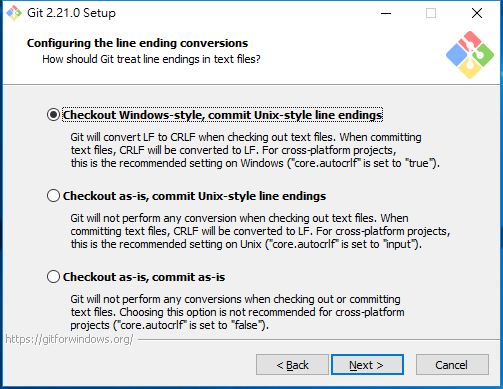 Git 2.21.0 Setup
Configuring the line ending conversions
How should Git treat line endings in text files?
Checkout Windows-style, commit Unix-style line endings
Git will convert LF to CRLF when checking out text files. When committing
text files, CRLF will be converted to LF. For cross-platform projects,
this is the recommended setting on Windows ("core.autocrlf" is set to "true").
Checkout as-is, commit Unix-style line endings
Git will not perform any conversion when checking out text files. When
committing text files, CRLF will be converted to LF. For cross-platform projects,
this is the recommended setting on Unix ("core.autocrlf" is set to "input").
Checkout as-is, commit as-is
Git will not perform any conversions when checking out or committing
text files. Choosing this option is not recommended for cross-platform
projects ("core.autocrlf" is set to "false").
https://gitforwindows.org/
< Back
Next >
Cancel